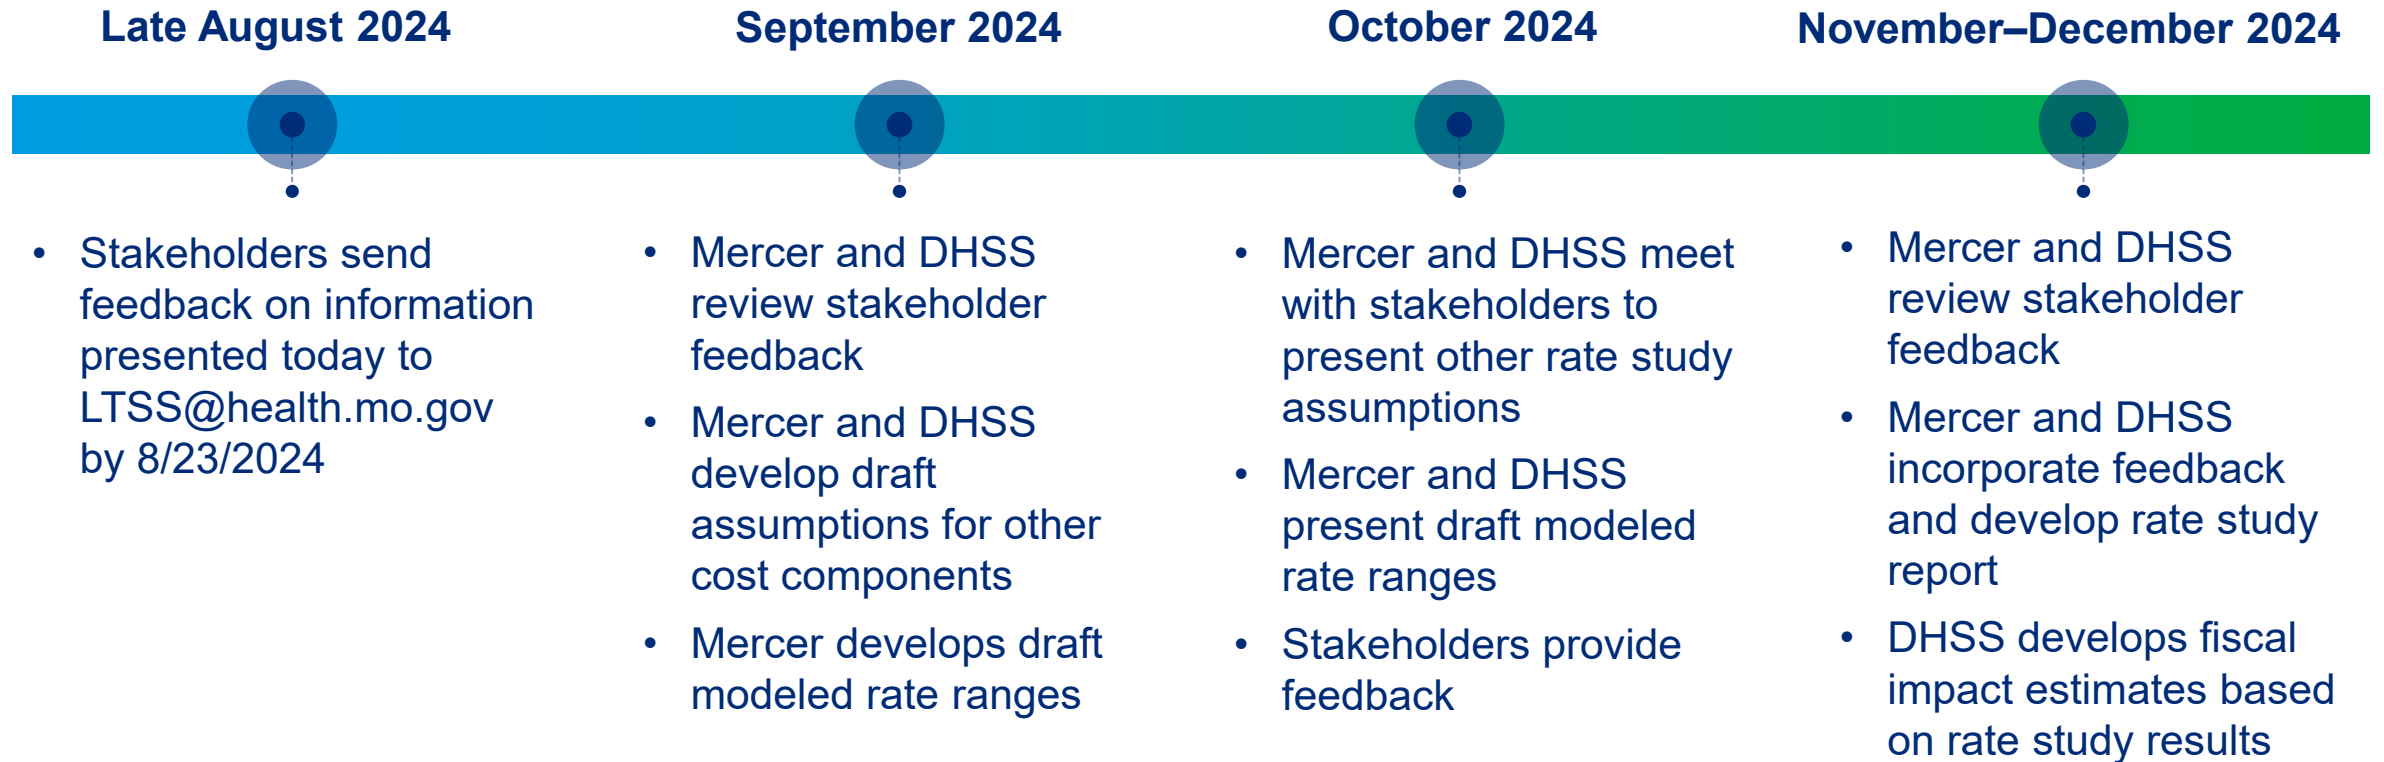 Late August 2024
• Stakeholders send
feedback on information
presented today to
LTSS@health.mo.gov
by 8/23/2024
September 2024
• Mercer and DHSS
review stakeholder
feedback
• Mercer and DHSS
develop draft
assumptions for other
cost components
• Mercer develops draft
modeled rate ranges
October 2024
• Mercer and DHSS meet
with stakeholders to
present other rate study
assumptions
• Mercer and DHSS
present draft modeled
rate ranges
• Stakeholders provide
feedback
November–December 2024
• Mercer and DHSS
review stakeholder
feedback
• Mercer and DHSS
incorporate feedback
and develop rate study
report
• DHSS develops fiscal
impact estimates based
on rate study results